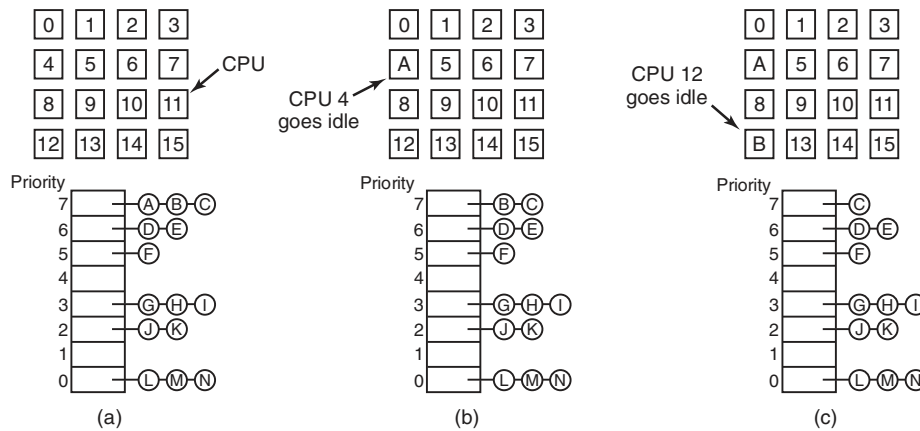 0 1 2 3
4 5 6 7
8 9 10 11
12 13 14 15
CPU
Priority
7 A B C
6 D E
5 F
4
3 G H I
2 J K
1
0 L M N
(a)
0 1 2 3
A 5 6 7
8 9 10 11
12 13 14 15
CPU 4
goes idle
Priority
7 B C
6 D E
5 F
4
3 G H I
2 J K
1
0 L M N
(b)
0 1 2 3
A 5 6 7
8 9 10 11
B 13 14 15
CPU 12
goes idle
Priority
7 C
6 D E
5 F
4
3 G H I
2 J K
1
0 L M N
(c)